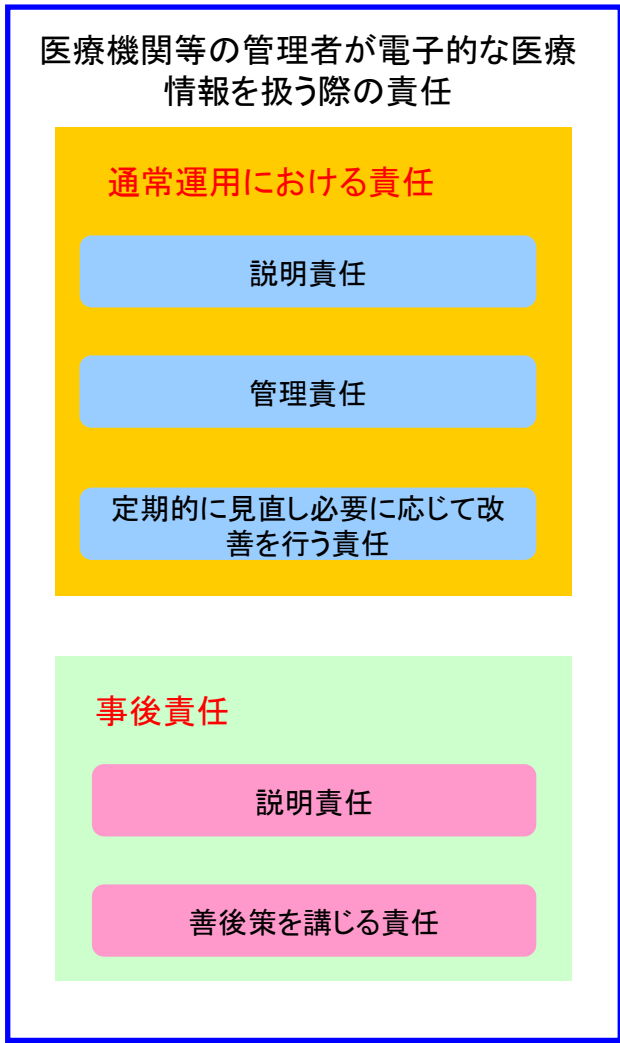 医療機関等の管理者が電子的な医療
情報を扱う際の責任
通常運用における責任
説明責任
管理責任
定期的に見直し必要に応じて改
善を行う責任
事後責任
説明責任
善後策を講じる責任